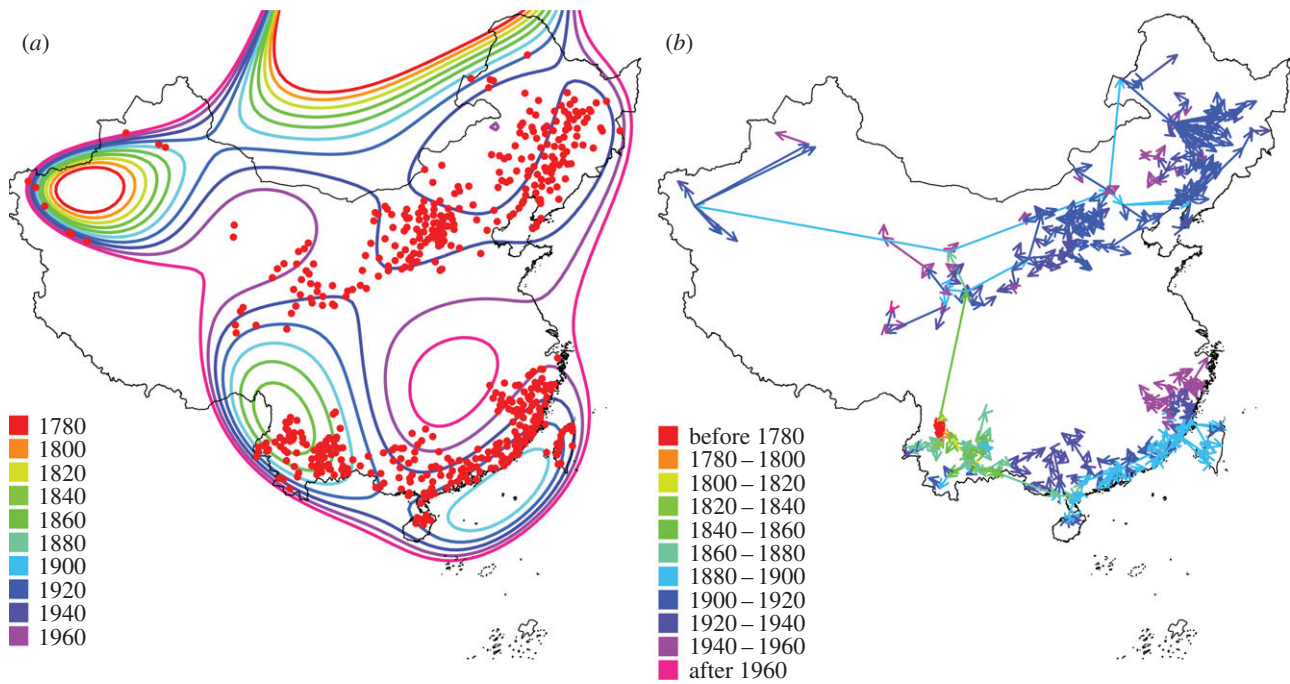 (a)
1780
1800
1820
1840
1860
1880
1900
1920
1940
1960
(b)
before 1780
1780 – 1800
1800 – 1820
1820 – 1840
1840 – 1860
1860 – 1880
1880 – 1900
1900 – 1920
1920 – 1940
1940 – 1960
after 1960